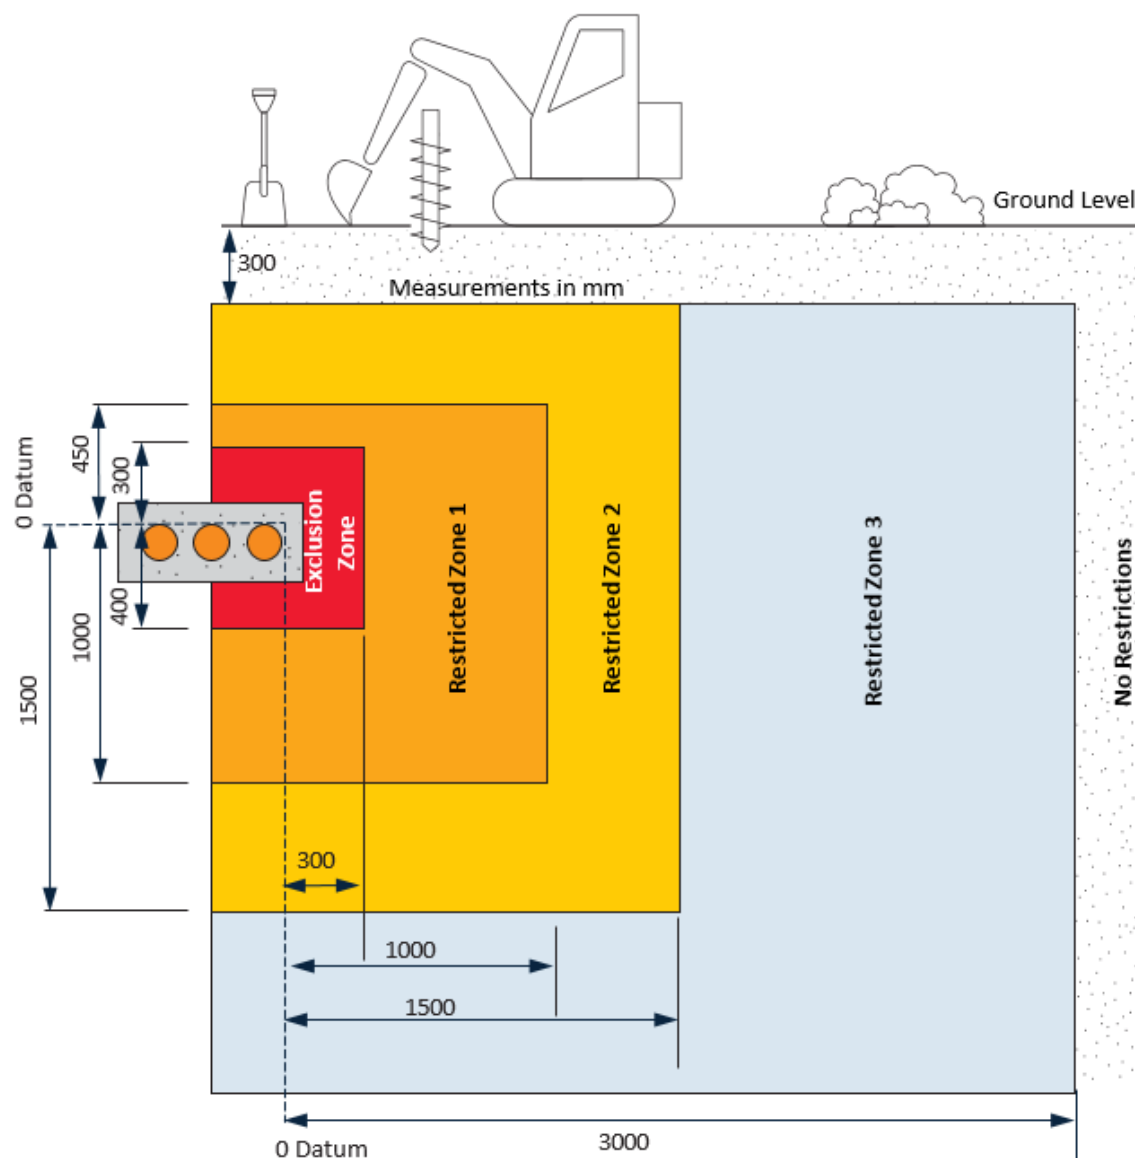 Ground Level
300
Measurements in mm
0 Datum
450
300
400
1000
1500
Exclusion
Zone
Restricted Zone 1
Restricted Zone 2
Restricted Zone 3
No Restrictions
300
1000
1500
3000
0 Datum